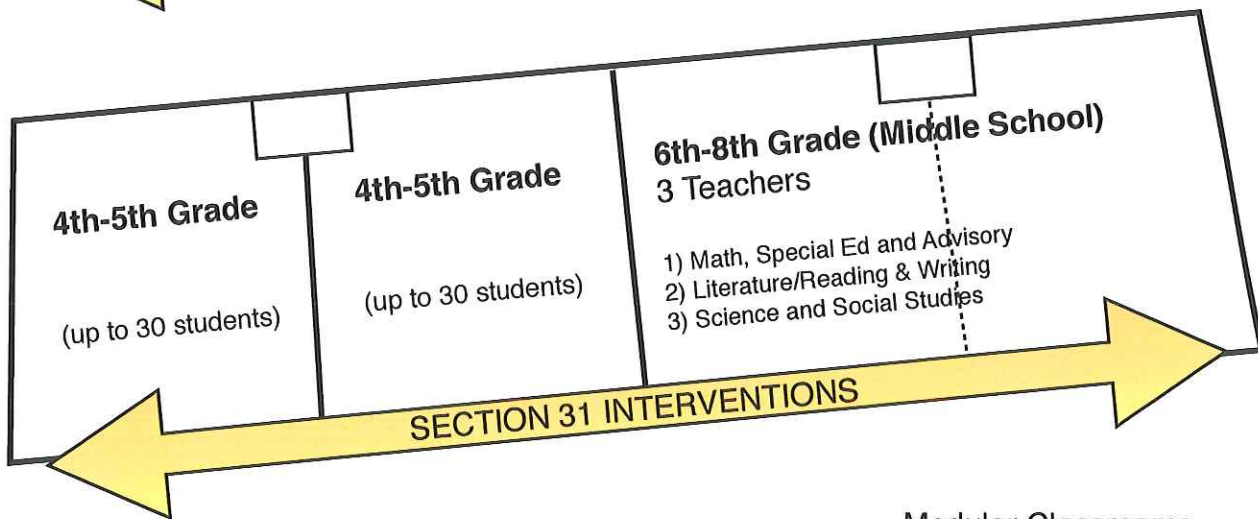 4th-5th Grade
(up to 30 students)
4th-5th Grade
(up to 30 students)
6th-8th Grade (Middle School)
3 Teachers
1) Math, Special Ed and Advisory
2) Literature/Reading & Writing
3) Science and Social Studies
SECTION 31 INTERVENTIONS
Modular Classrooms